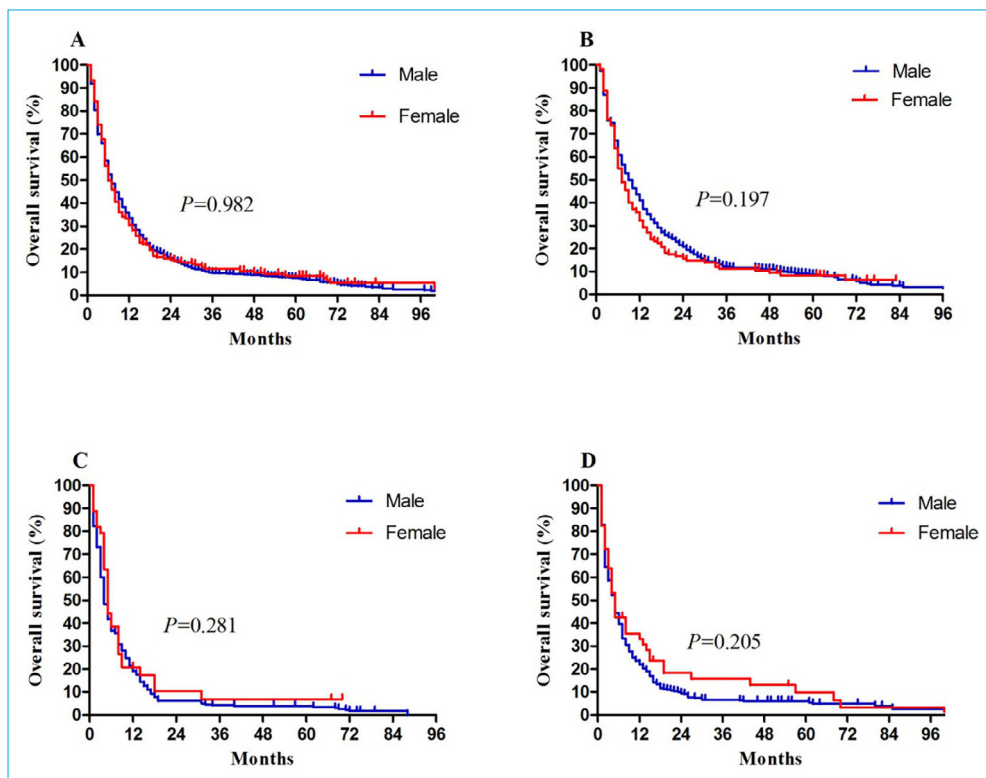 A
Overall survival (%)
100
90
80
70
60
50
40
30
20
10
0
Male
Female
P=0.982
0 12 24 36 48 60 72 84 96
Months
B
Overall survival (%)
100
90
80
70
60
50
40
30
20
10
0
Male
Female
P=0.197
0 12 24 36 48 60 72 84 96
Months
C
Overall survival (%)
100
90
80
70
60
50
40
30
20
10
0
Male
Female
P=0.281
0 12 24 36 48 60 72 84 96
Months
D
Overall survival (%)
100
90
80
70
60
50
40
30
20
10
0
Male
Female
P=0.205
0 12 24 36 48 60 72 84 96
Months